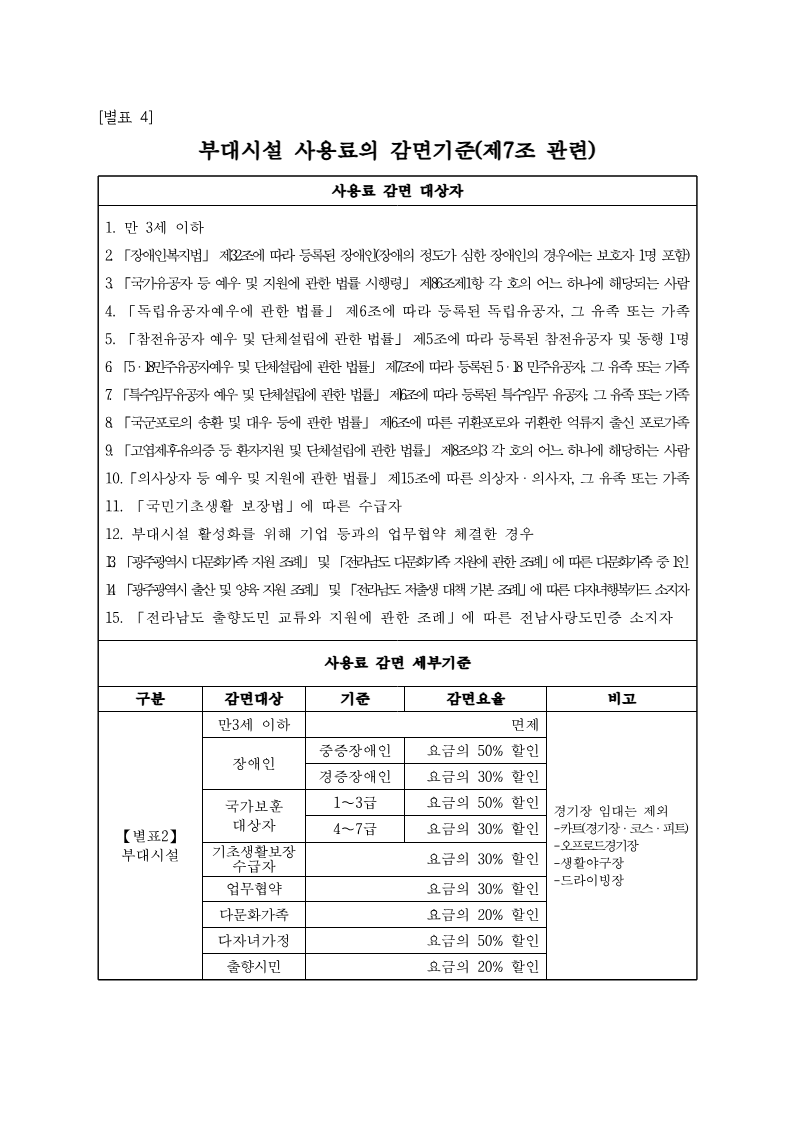 [별표 4]
부대시설 사용료의 감면기준(제7조 관련)
사용료 감면 대상자
1. 만 3세 이하
2. 「장애인복지법」 제32조에 따라 등록된 장애인(장애의 정도가 심한 장애인의 경우에는 보호자 1명 포함)
3. 「국가유공자 등 예우 및 지원에 관한 법률 시행령」 제86조제1항 각 호의 어느 하나에 해당되는 사람
4. 「독립유공자예우에 관한 법률」 제6조에 따라 등록된 독립유공자, 그 유족 또는 가족
5. 「참전유공자 예우 및 단체설립에 관한 법률」 제5조에 따라 등록된 참전유공자 및 동행 1명
6. 「5·18민주유공자예우 및 단체설립에 관한 법률」 제7조에 따라 등록된 5·18 민주유공자, 그 유족 또는 가족
7. 「특수임무유공자 예우 및 단체설립에 관한 법률」 제6조에 따라 등록된 특수임무 유공자, 그 유족 또는 가족
8. 「국군포로의 송환 및 대우 등에 관한 법률」 제6조에 따른 귀환포로와 귀환한 억류지 출신 포로가족
9. 「고엽제후유의증 등 환자지원 및 단체설립에 관한 법률」 제8조의3 각 호의 어느 하나에 해당하는 사람
10.「의사상자 등 예우 및 지원에 관한 법률」 제15조에 따른 의상자·의사자, 그 유족 또는 가족
11. 「국민기초생활 보장법」에 따른 수급자
12. 부대시설 활성화를 위해 기업 등과의 업무협약 체결한 경우
13. 「광주광역시 다문화가족 지원 조례」 및 「전라남도 다문화가족 지원에 관한 조례」에 따른 다문화가족 중 1인
14. 「광주광역시 출산 및 양육 지원 조례」 및 「전라남도 저출생 대책 기본 조례」에 따른 다자녀행복카드 소지자
15. 「전라남도 출향도민 교류와 지원에 관한 조례」에 따른 전남사랑도민증 소지자
사용료 감면 세부기준
구분 감면대상 기준 감면요율 비고
【별표2】
부대시설
만3세 이하 면제
장애인
중증장애인 요금의 50% 할인
경증장애인 요금의 30% 할인
국가보훈
대상자
1～3급 요금의 50% 할인
4～7급 요금의 30% 할인
기초생활보장
수급자
요금의 30% 할인
업무협약 요금의 30% 할인
다문화가족 요금의 20% 할인
다자녀가정 요금의 50% 할인
출향시민 요금의 20% 할인
경기장 임대는 제외
-카트(경기장·코스·피트)
-오프로드경기장
-생활야구장
-드라이빙장